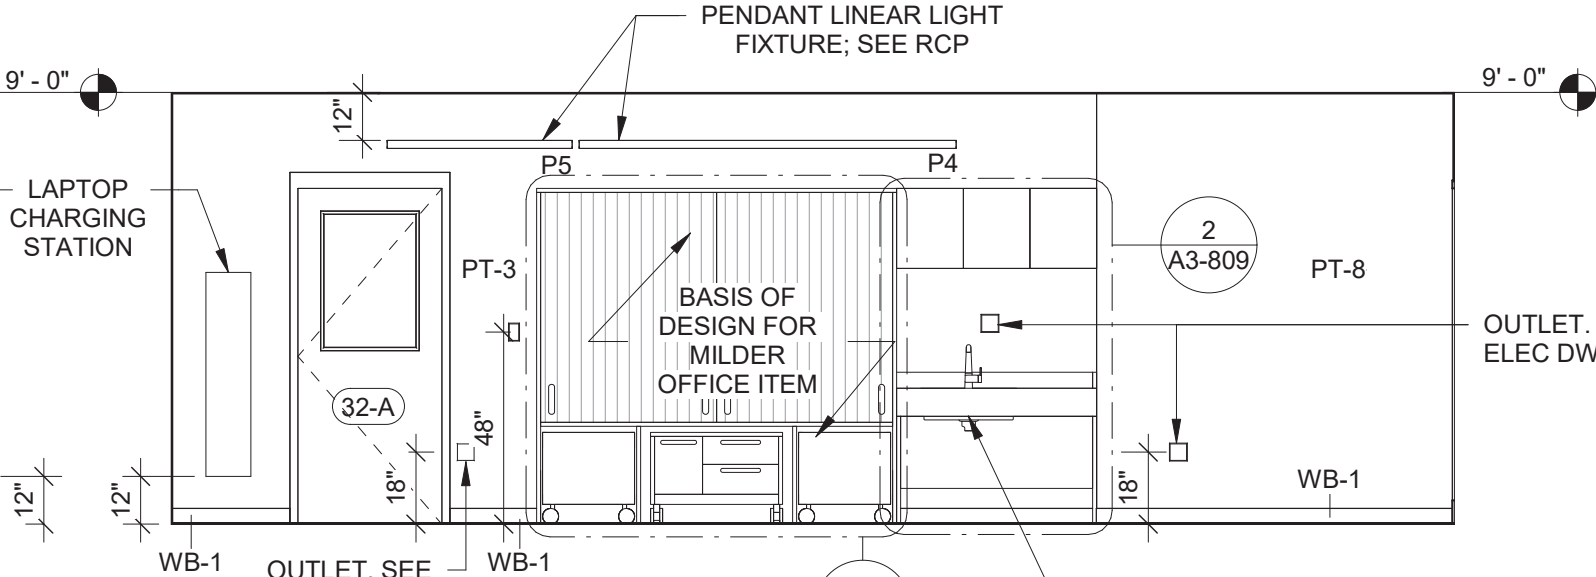 PENDANT LINEAR LIGHT
FIXTURE; SEE RCP
9' - 0"
9' - 0"
12"
P5
P4
LAPTOP
CHARGING
STATION
2
A3-809
PT-3
PT-8
BASIS OF
DESIGN FOR
MILDER
OFFICE ITEM
OUTLET.
ELEC DW
32-A
48"
18"
12"
12"
18"
WB-1
WB-1
WB-1
OUTLET. SEE